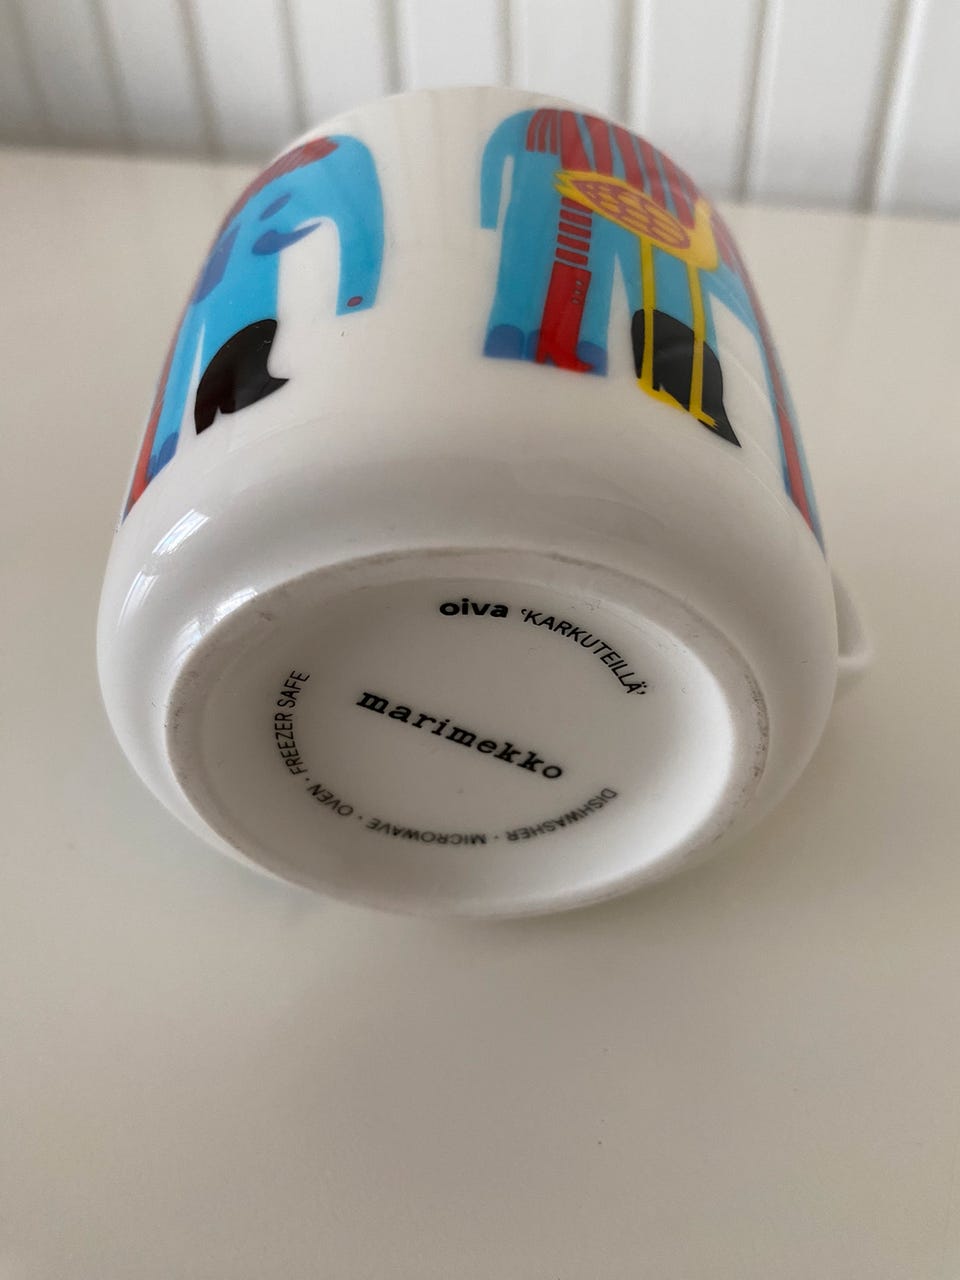 oiva ‘KARKUTEILLÄ’
marimekko
DISHWASHER · MICROWAVE · OVEN · FREEZER SAFE